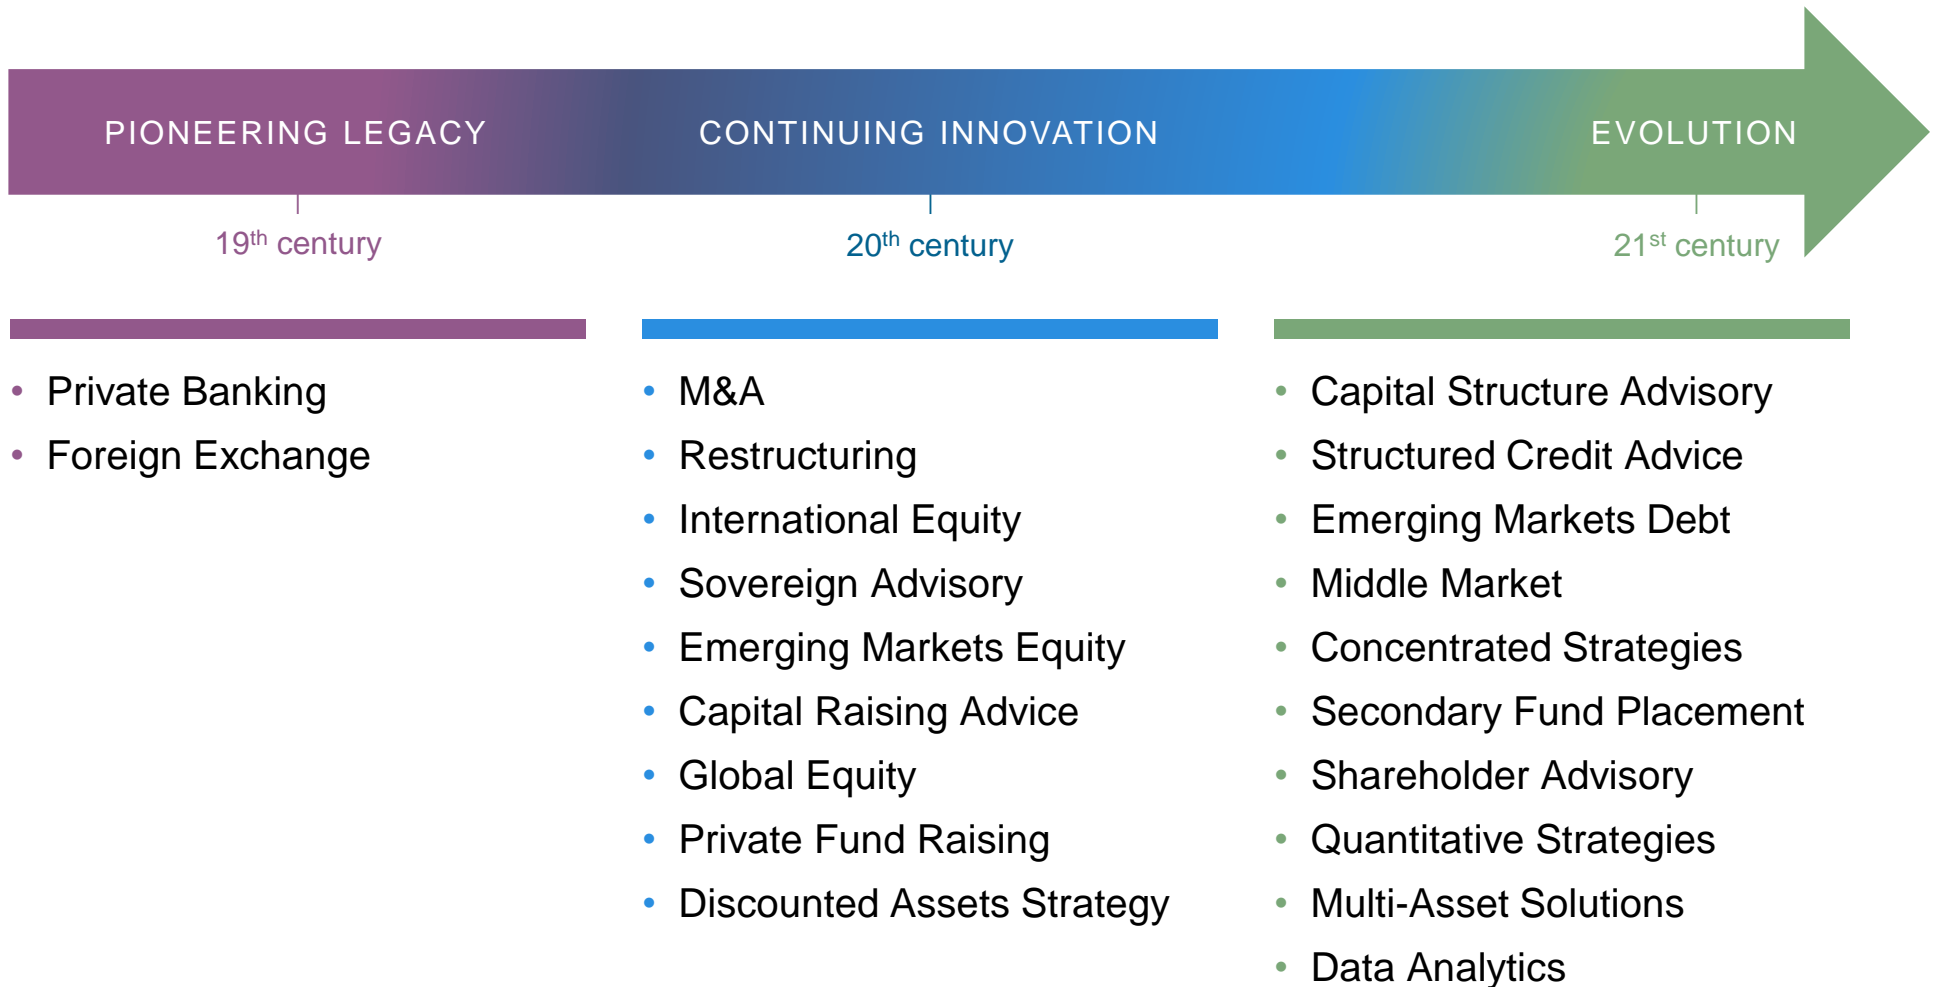 PIONEERING LEGACY
CONTINUING INNOVATION
EVOLUTION
19th century
20th century
21st century
• Private Banking
• Foreign Exchange
• M&A
• Restructuring
• International Equity
• Sovereign Advisory
• Emerging Markets Equity
• Capital Raising Advice
• Global Equity
• Private Fund Raising
• Discounted Assets Strategy
• Capital Structure Advisory
• Structured Credit Advice
• Emerging Markets Debt
• Middle Market
• Concentrated Strategies
• Secondary Fund Placement
• Shareholder Advisory
• Quantitative Strategies
• Multi-Asset Solutions
• Data Analytics